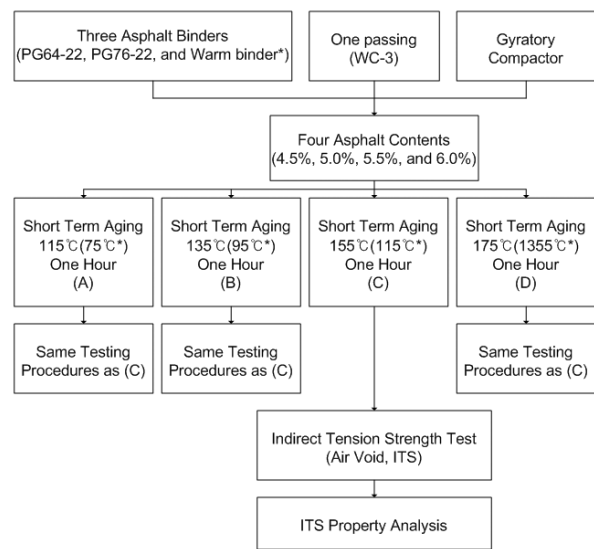 Three Asphalt Binders
(PG64-22, PG76-22, and Warm binder*)
One passing
(WC-3)
Gyratory
Compactor
Four Asphalt Contents
(4.5%, 5.0%, 5.5%, and 6.0%)
Short Term Aging
115℃(75℃*)
One Hour
(A)
Short Term Aging
135℃(95℃*)
One Hour
(B)
Short Term Aging
155℃(115℃*)
One Hour
(C)
Short Term Aging
175℃(1355℃*)
One Hour
(D)
Same Testing
Procedures as (C)
Same Testing
Procedures as (C)
Same Testing
Procedures as (C)
Indirect Tension Strength Test
(Air Void, ITS)
ITS Property Analysis